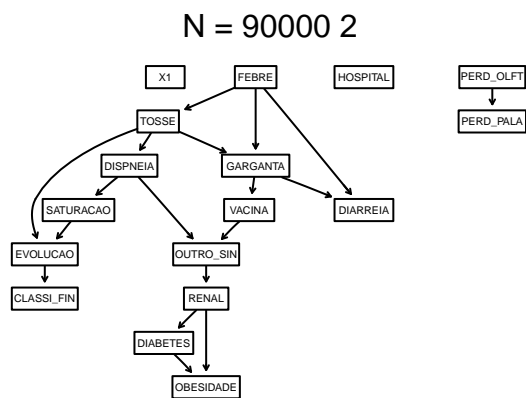 N = 90000 2
X1 FEBRE HOSPITAL PERD_OLFT
TOSSE PERD_PALA
DISPNEIA GARGANTA
SATURACAO VACINA DIARREIA
EVOLUCAO OUTRO_SIN
CLASSI_FIN RENAL
DIABETES
OBESIDADE